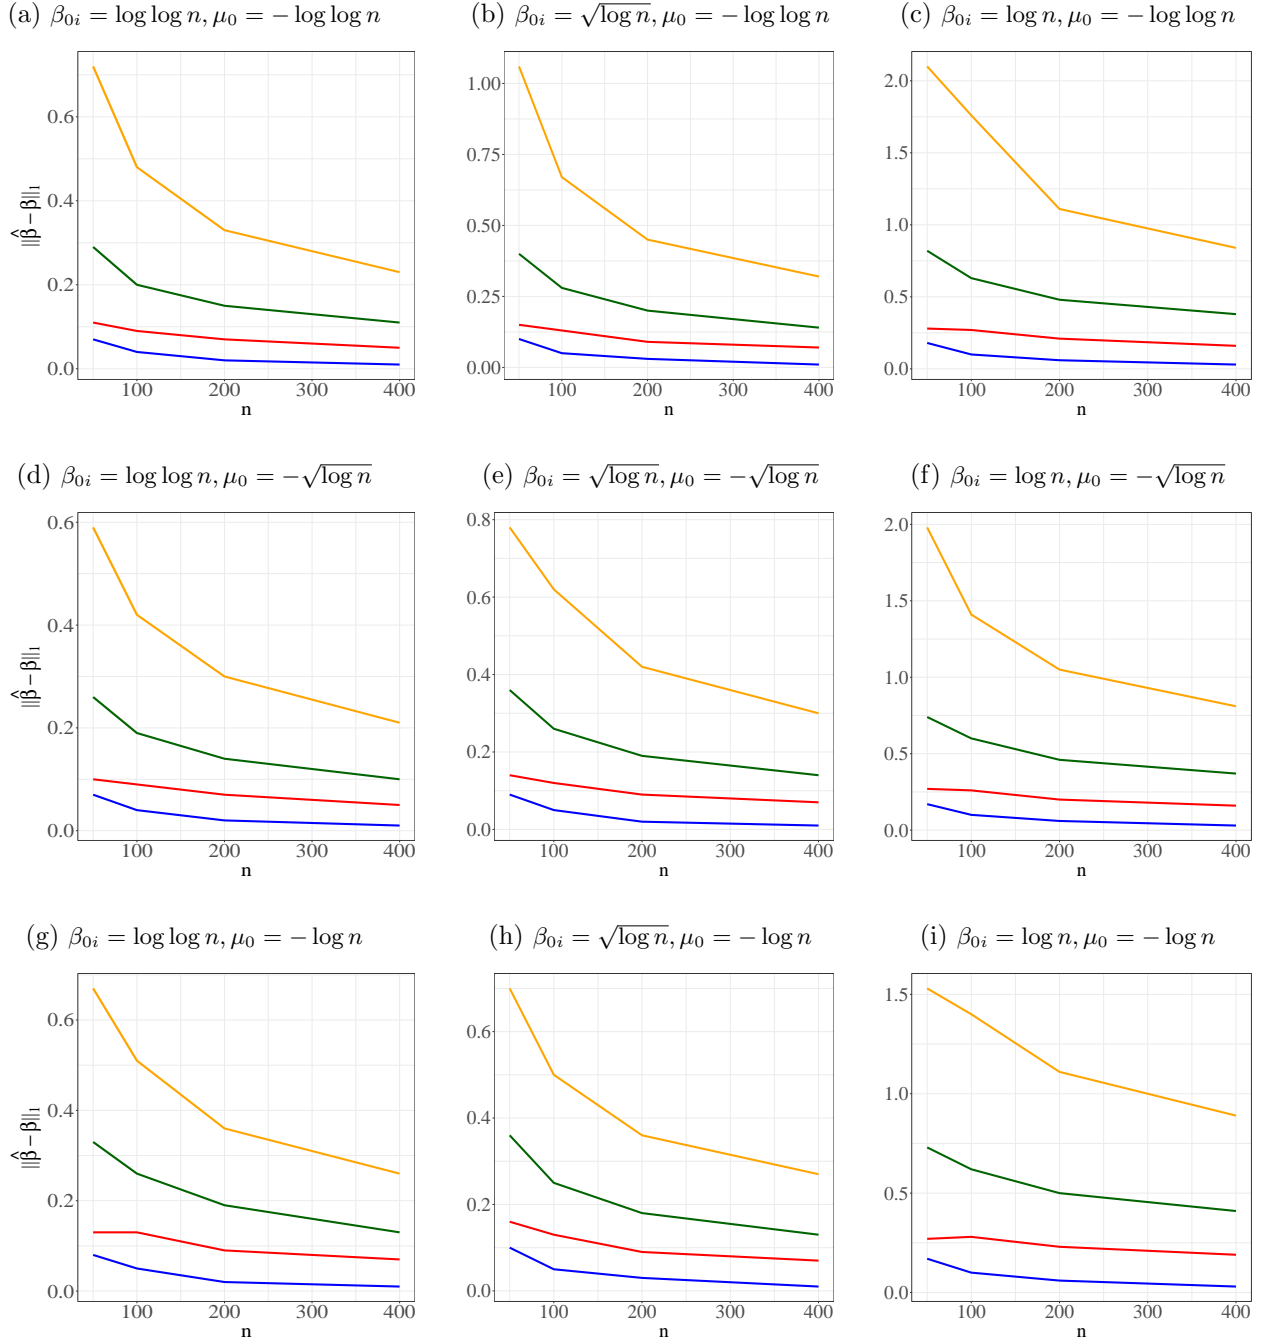 (a) β₀ᵢ = log log n, μ₀ = − log log n
(b) β₀ᵢ = √log n, μ₀ = − log log n
(c) β₀ᵢ = log n, μ₀ = − log log n
||β̂ − β||₁
0.6
0.4
0.2
0.0
100 200 300 400
n
1.00
0.75
0.50
0.25
0.00
100 200 300 400
n
2.0
1.5
1.0
0.5
0.0
100 200 300 400
n
(d) β₀ᵢ = log log n, μ₀ = −√log n
(e) β₀ᵢ = √log n, μ₀ = −√log n
(f) β₀ᵢ = log n, μ₀ = −√log n
||β̂ − β||₁
0.6
0.4
0.2
0.0
100 200 300 400
n
0.8
0.6
0.4
0.2
0.0
100 200 300 400
n
2.0
1.5
1.0
0.5
0.0
100 200 300 400
n
(g) β₀ᵢ = log log n, μ₀ = − log n
(h) β₀ᵢ = √log n, μ₀ = − log n
(i) β₀ᵢ = log n, μ₀ = − log n
||β̂ − β||₁
0.6
0.4
0.2
0.0
100 200 300 400
n
0.6
0.4
0.2
0.0
100 200 300 400
n
1.5
1.0
0.5
0.0
100 200 300 400
n